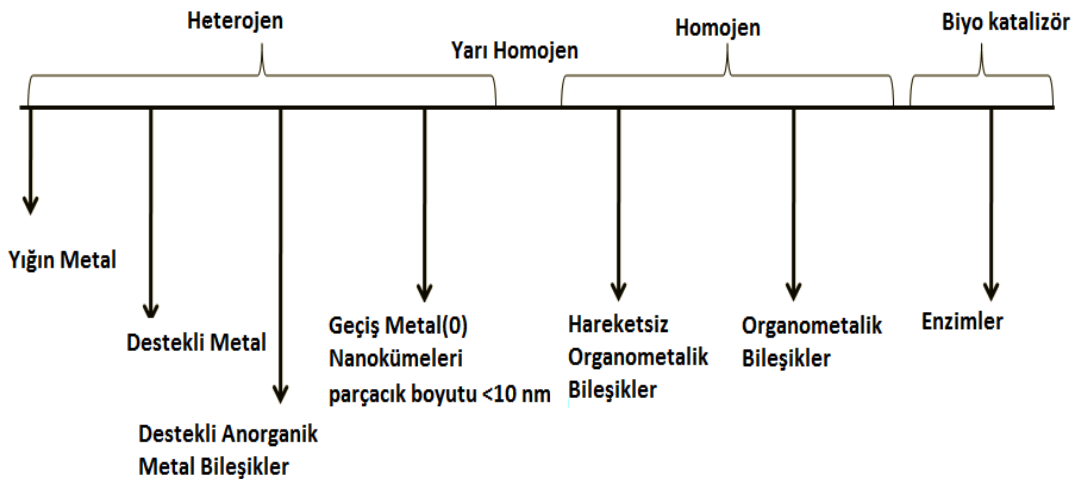 Heterojen
Yarı Homojen
Homojen
Biyo katalizör
Yığın Metal
Destekli Metal
Destekli Anorganik
Metal Bileşikler
Geçiş Metal(0)
Nanokümeleri
parçacık boyutu <10 nm
Hareketsiz
Organometalik
Bileşikler
Organometalik
Bileşikler
Enzimler